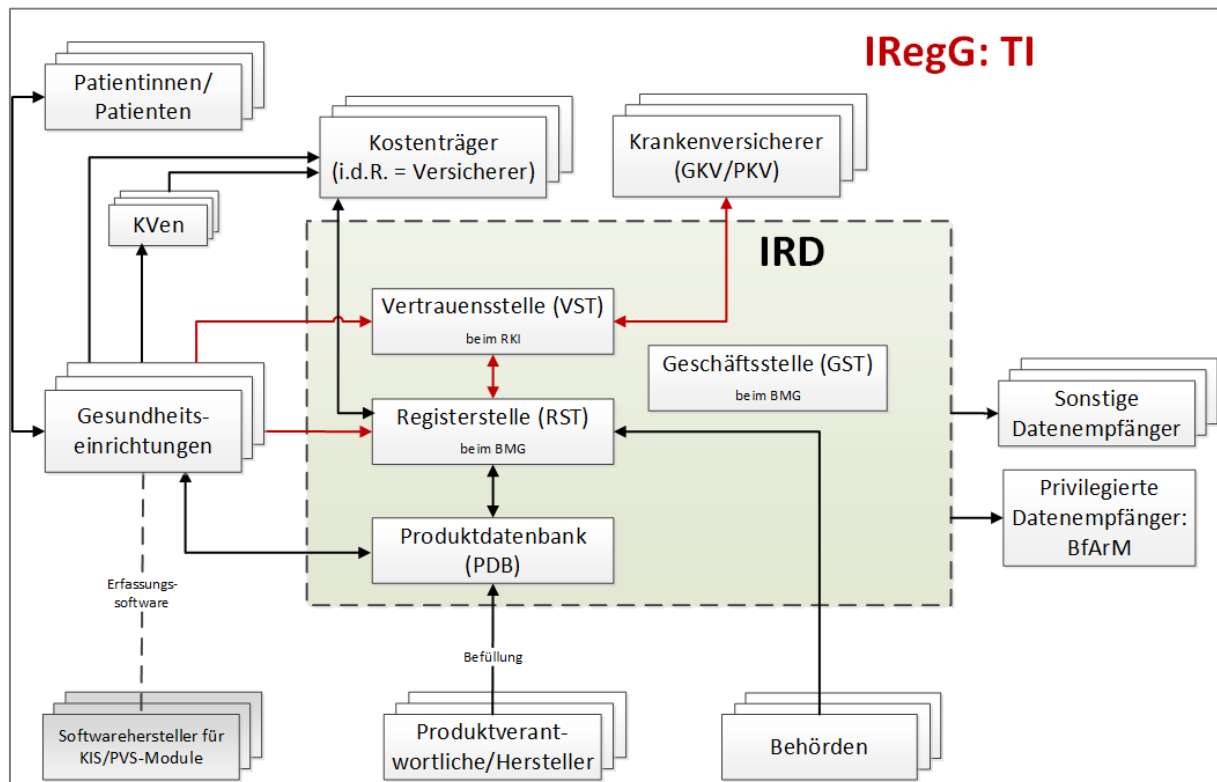 IRegG: TI
Patientinnen/
Patienten
Kostenträger
(i.d.R. = Versicherer)
Krankenversicherer
(GKV/PKV)
KVen
IRD
Vertrauensstelle (VST)
beim RKI
Geschäftsstelle (GST)
beim BMG
Gesundheits-
einrichtungen
Registerstelle (RST)
beim BMG
Sonstige
Datenempfänger
Privilegierte
Datenempfänger:
BfArM
Produktdatenbank
(PDB)
Erfassungs-
software
Befüllung
Softwarehersteller für
KIS/PVS-Module
Produktverant-
wortliche/Hersteller
Behörden